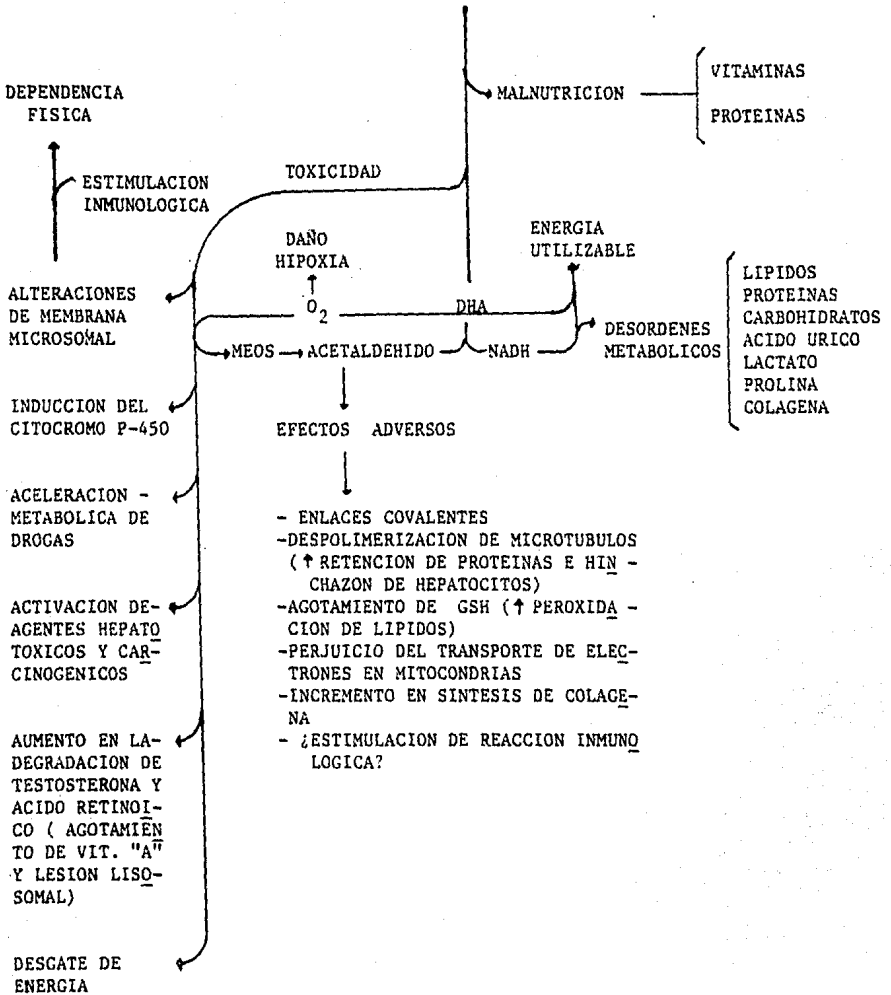 VITAMINAS
MALNUTRICION
PROTEINAS
DEPENDENCIA
FISICA
TOXICIDAD
ESTIMULACION
INMUNOLOGICA
ENERGIA
UTILIZABLE
DAÑO
HIPOXIA
O2
DHA
ALTERACIONES
DE MEMBRANA
MICROSOMAL
MEOS
ACETALDEHIDO
NADH
DESORDENES
METABOLICOS
LIPIDOS
PROTEINAS
CARBOHIDRATOS
ACIDO URICO
LACTATO
PROLINA
COLAGENA
INDUCCION DEL
CITOCROMO P-450
EFECTOS ADVERSOS
ACELERACION -
METABOLICA DE
DROGAS
- ENLACES COVALENTES
-DESPOLIMERIZACION DE MICROTUBULOS
(↑ RETENCION DE PROTEINAS E HIN -
CHAZON DE HEPATOCITOS)
-AGOTAMIENTO DE GSH (↑ PEROXIDA -
CION DE LIPIDOS)
-PERJUICIO DEL TRANSPORTE DE ELEC-
TRONES EN MITOCONDRIAS
-INCREMENTO EN SINTESIS DE COLAGE-
NA
- ¿ESTIMULACION DE REACCION INMUNO
LOGICA?
ACTIVACION DE-
AGENTES HEPATO
TOXICOS Y CAR-
CINOGENICOS
AUMENTO EN LA-
DEGRADACION DE
TESTOSTERONA Y
ACIDO RETINOI-
CO ( AGOTAMIEN
TO DE VIT. "A"
Y LESION LISO-
SOMAL)
DESGATE DE
ENERGIA